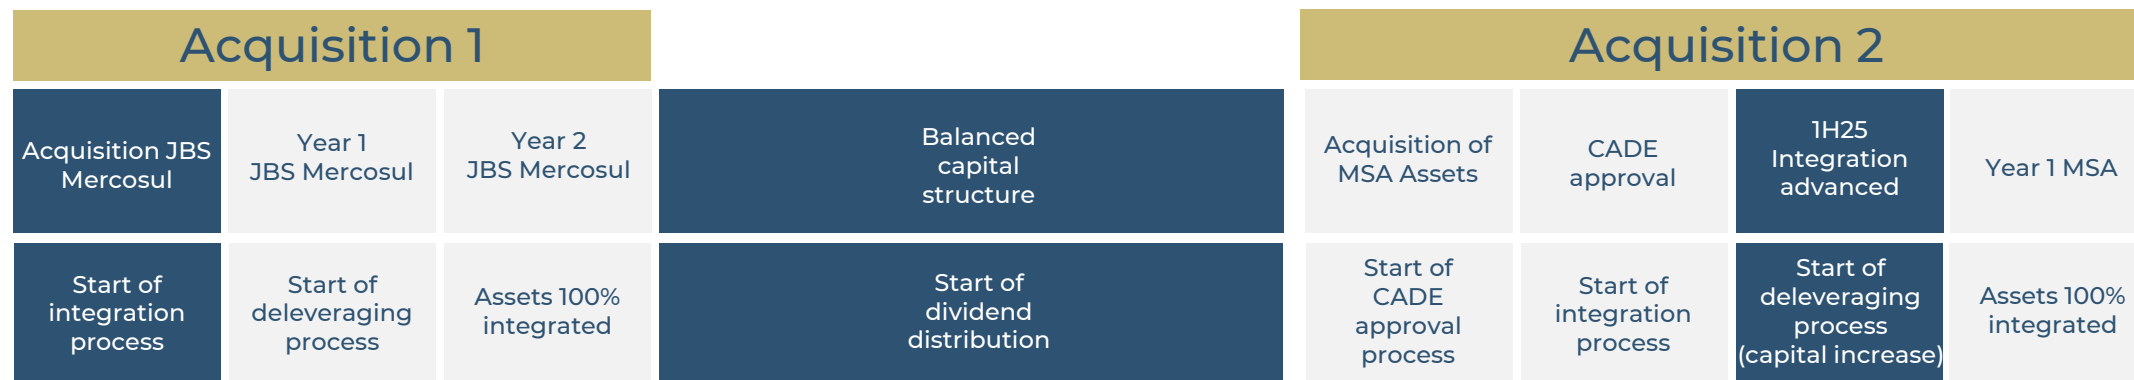 Acquisition 1
Acquisition 2
Acquisition JBS
Mercosul
Year 1
JBS Mercosul
Year 2
JBS Mercosul
Balanced
capital
structure
Acquisition of
MSA Assets
CADE
approval
1H25
Integration
advanced
Year 1 MSA
Start of
integration
process
Start of
deleveraging
process
Assets 100%
integrated
Start of
dividend
distribution
Start of
CADE
approval
process
Start of
integration
process
Start of
deleveraging
process
(capital increase)
Assets 100%
integrated